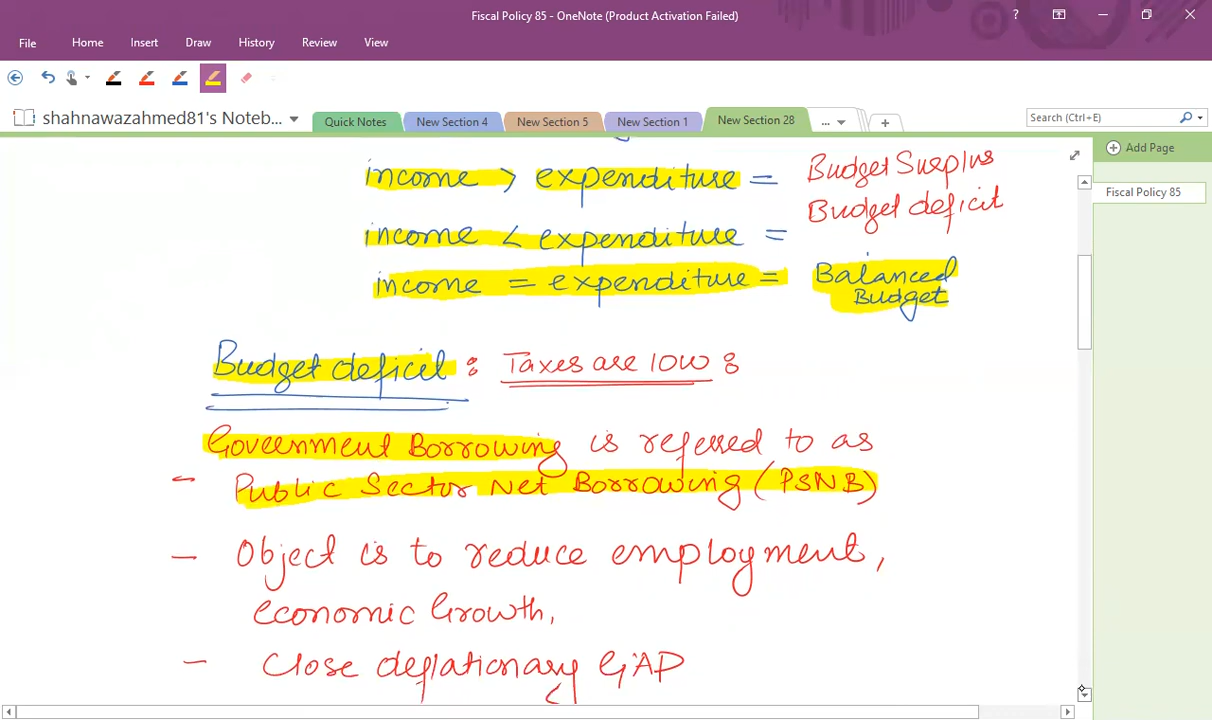 Fiscal Policy 85 - OneNote (Product Activation Failed)
?
File Home Insert Draw History Review View
shahnawazahmed81's Noteb... Quick Notes New Section 4 New Section 5 New Section 1 New Section 28 ... + Search (Ctrl+E)
Add Page
Fiscal Policy 85
income > expenditure = Budget Surplus
income < expenditure = Budget deficit
income = expenditure = Balanced
Budget
Budget deficit : Taxes are low :
Government Borrowing is referred to as
- Public Sector Net Borrowing (PSNB)
- Object is to reduce employment,
economic Growth,
- Close deflationary GAP